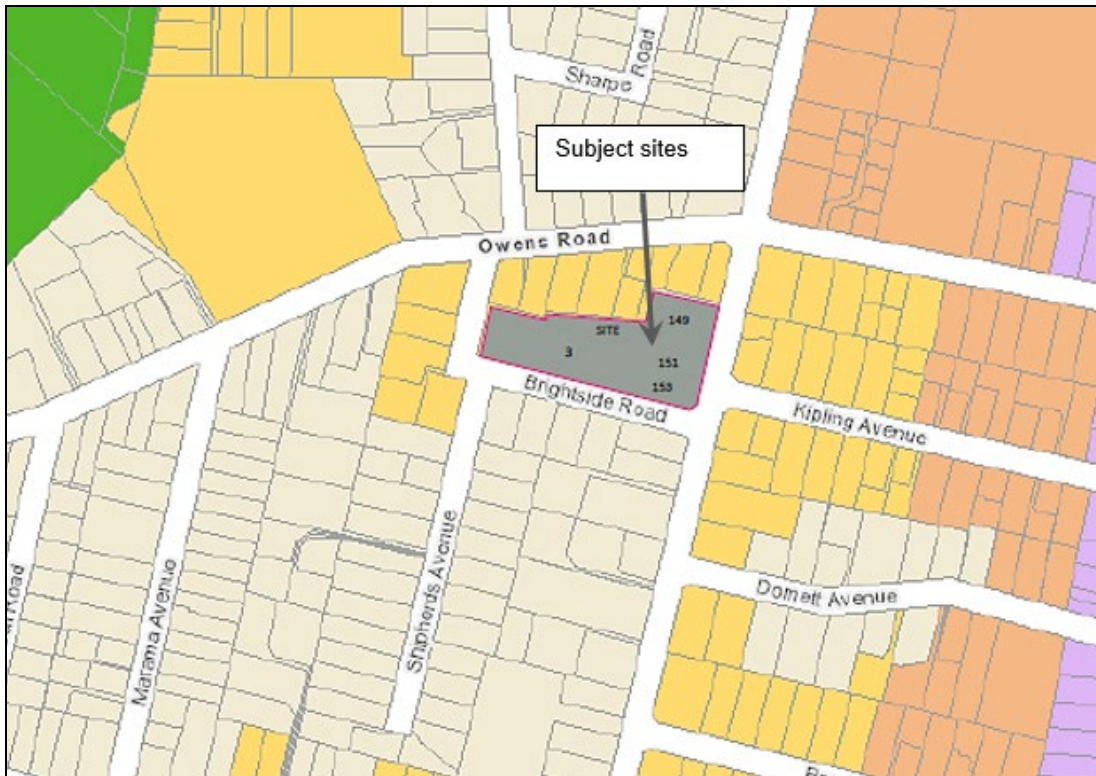 Sharpe Road
Subject sites
Owens Road
149
SITE
3
151
153
Brightside Road
Kipling Avenue
Shipherds Avenue
Domett Avenue
Marama Avenue
Road